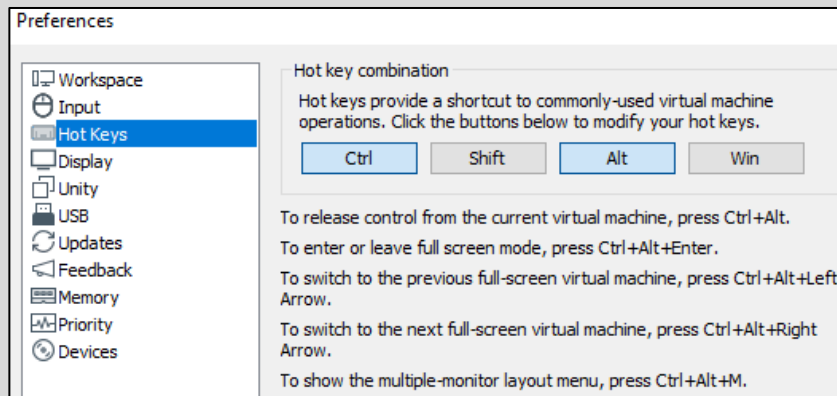 Preferences
Workspace
Input
Hot Keys
Display
Unity
USB
Updates
Feedback
Memory
Priority
Devices
Hot key combination
Hot keys provide a shortcut to commonly-used virtual machine
operations. Click the buttons below to modify your hot keys.
Ctrl Shift Alt Win
To release control from the current virtual machine, press Ctrl+Alt.
To enter or leave full screen mode, press Ctrl+Alt+Enter.
To switch to the previous full-screen virtual machine, press Ctrl+Alt+Left
Arrow.
To switch to the next full-screen virtual machine, press Ctrl+Alt+Right
Arrow.
To show the multiple-monitor layout menu, press Ctrl+Alt+M.